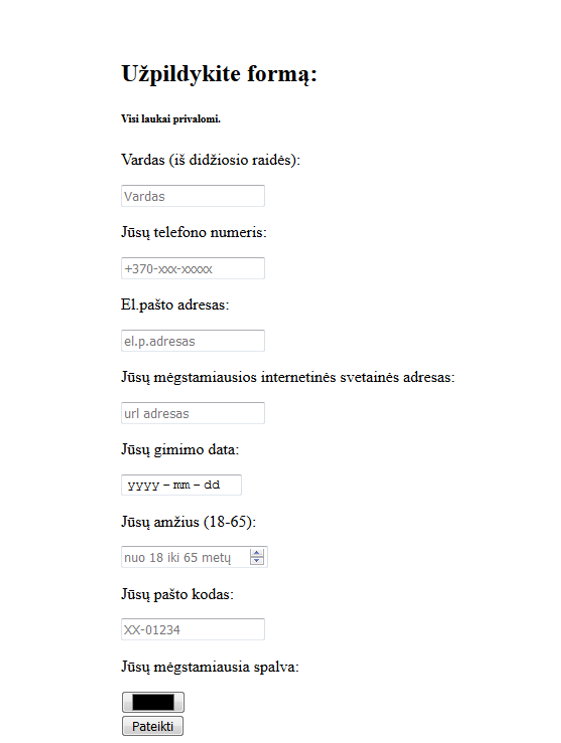 Užpildykite formą:
Visi laukai privalomi.
Vardas (iš didžiosio raidės):
Vardas
Jūsų telefono numeris:
+370-xxx-xxxxx
El.pašto adresas:
el.p.adresas
Jūsų mėgstamiausios internetinės svetainės adresas:
url adresas
Jūsų gimimo data:
yyyy – mm – dd
Jūsų amžius (18-65):
nuo 18 iki 65 metų
Jūsų pašto kodas:
XX-01234
Jūsų mėgstamiausia spalva:
Pateikti